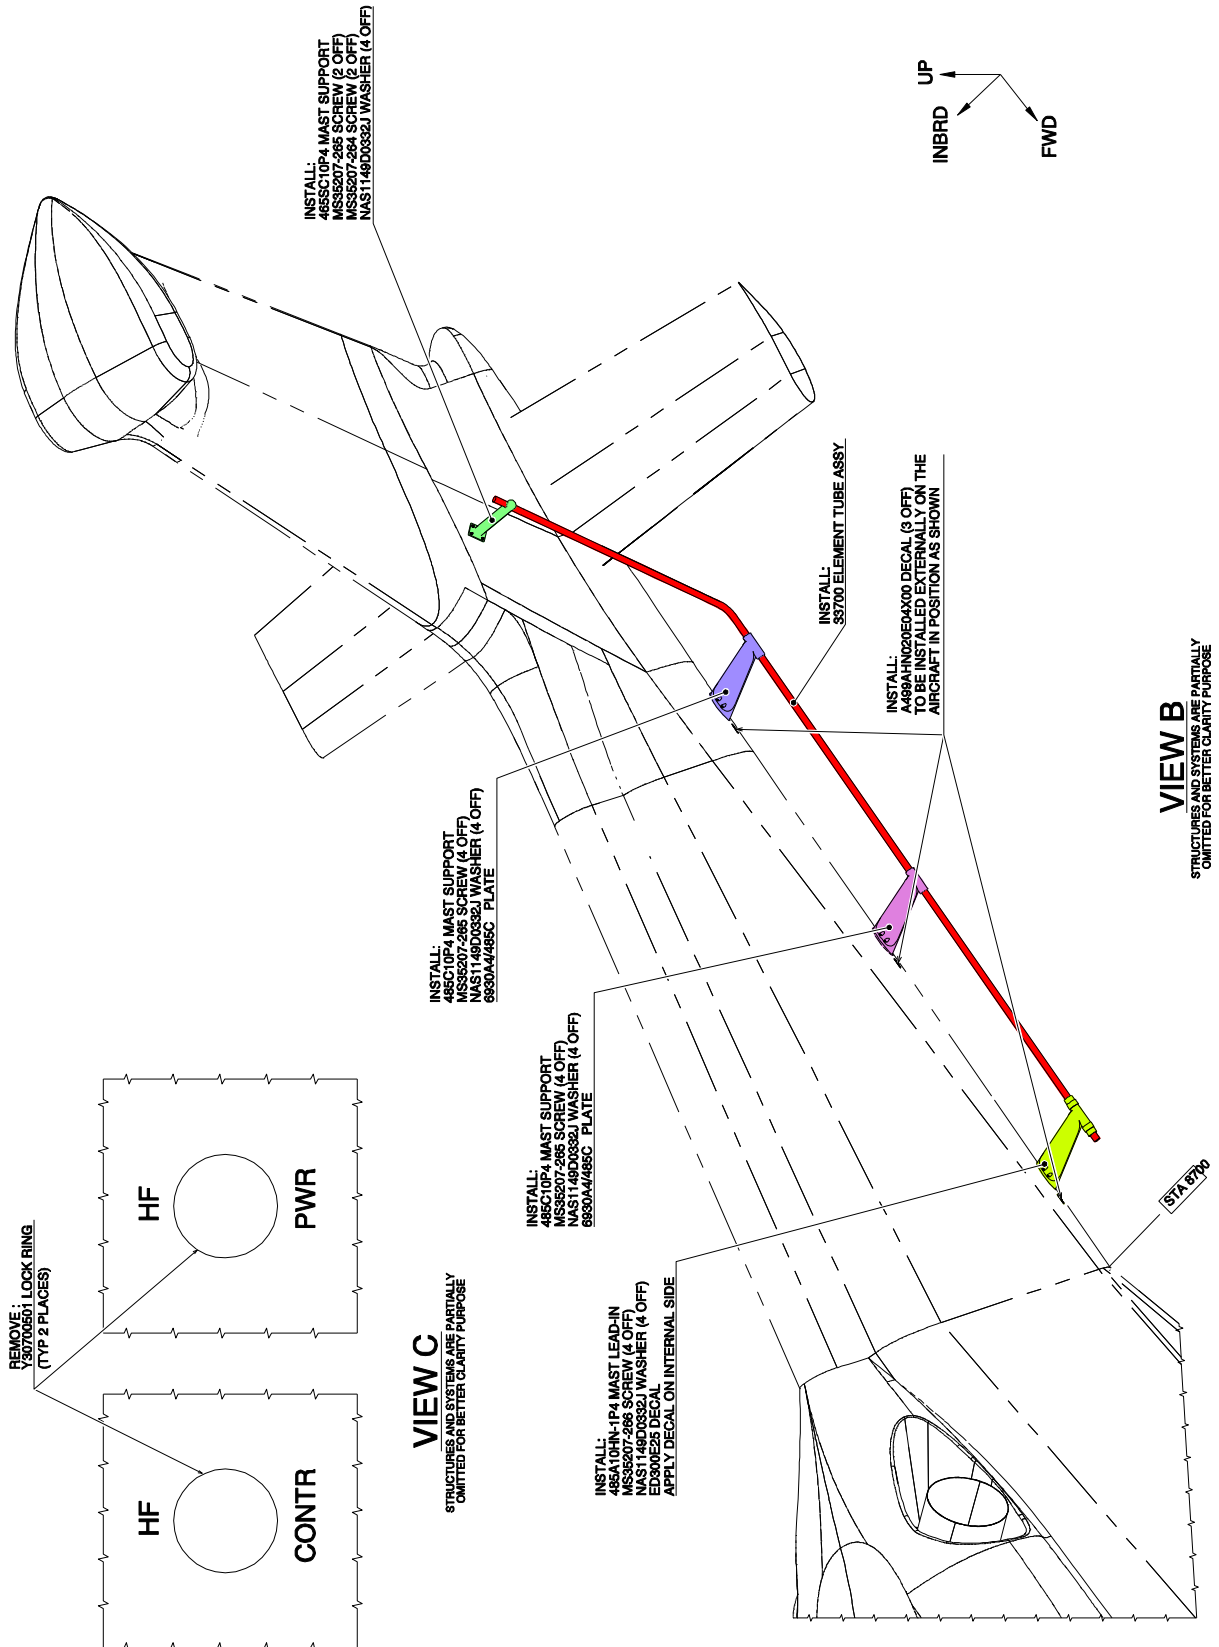 REMOVE :
Y30700501 LOCK RING
(TYP 2 PLACES)
HF
CONTR
HF
PWR
VIEW C
STRUCTURES AND SYSTEMS ARE PARTIALLY
OMITTED FOR BETTER CLARITY PURPOSE
INSTALL:
465SC10P4 MAST SUPPORT
MS35207-265 SCREW (2 OFF)
MS35207-264 SCREW (2 OFF)
NAS1149D0332J WASHER (4 OFF)
INSTALL:
485C10P4 MAST SUPPORT
MS35207-265 SCREW (4 OFF)
NAS1149D0332J WASHER (4 OFF)
6930A4/485C PLATE
INSTALL:
485C10P4 MAST SUPPORT
MS35207-265 SCREW (4 OFF)
NAS1149D0332J WASHER (4 OFF)
6930A4/485C PLATE
INSTALL:
485A10HN-1P4 MAST LEAD-IN
MS35207-266 SCREW (4 OFF)
NAS1149D0332J WASHER (4 OFF)
ED300E25 DECAL
APPLY DECAL ON INTERNAL SIDE
INSTALL:
33700 ELEMENT TUBE ASSY
INSTALL:
A499AHN020E04X00 DECAL (3 OFF)
TO BE INSTALLED EXTERNALLY ON THE
AIRCRAFT IN POSITION AS SHOWN
STA 8700
UP
INBRD
FWD
VIEW B
STRUCTURES AND SYSTEMS ARE PARTIALLY
OMITTED FOR BETTER CLARITY PURPOSE